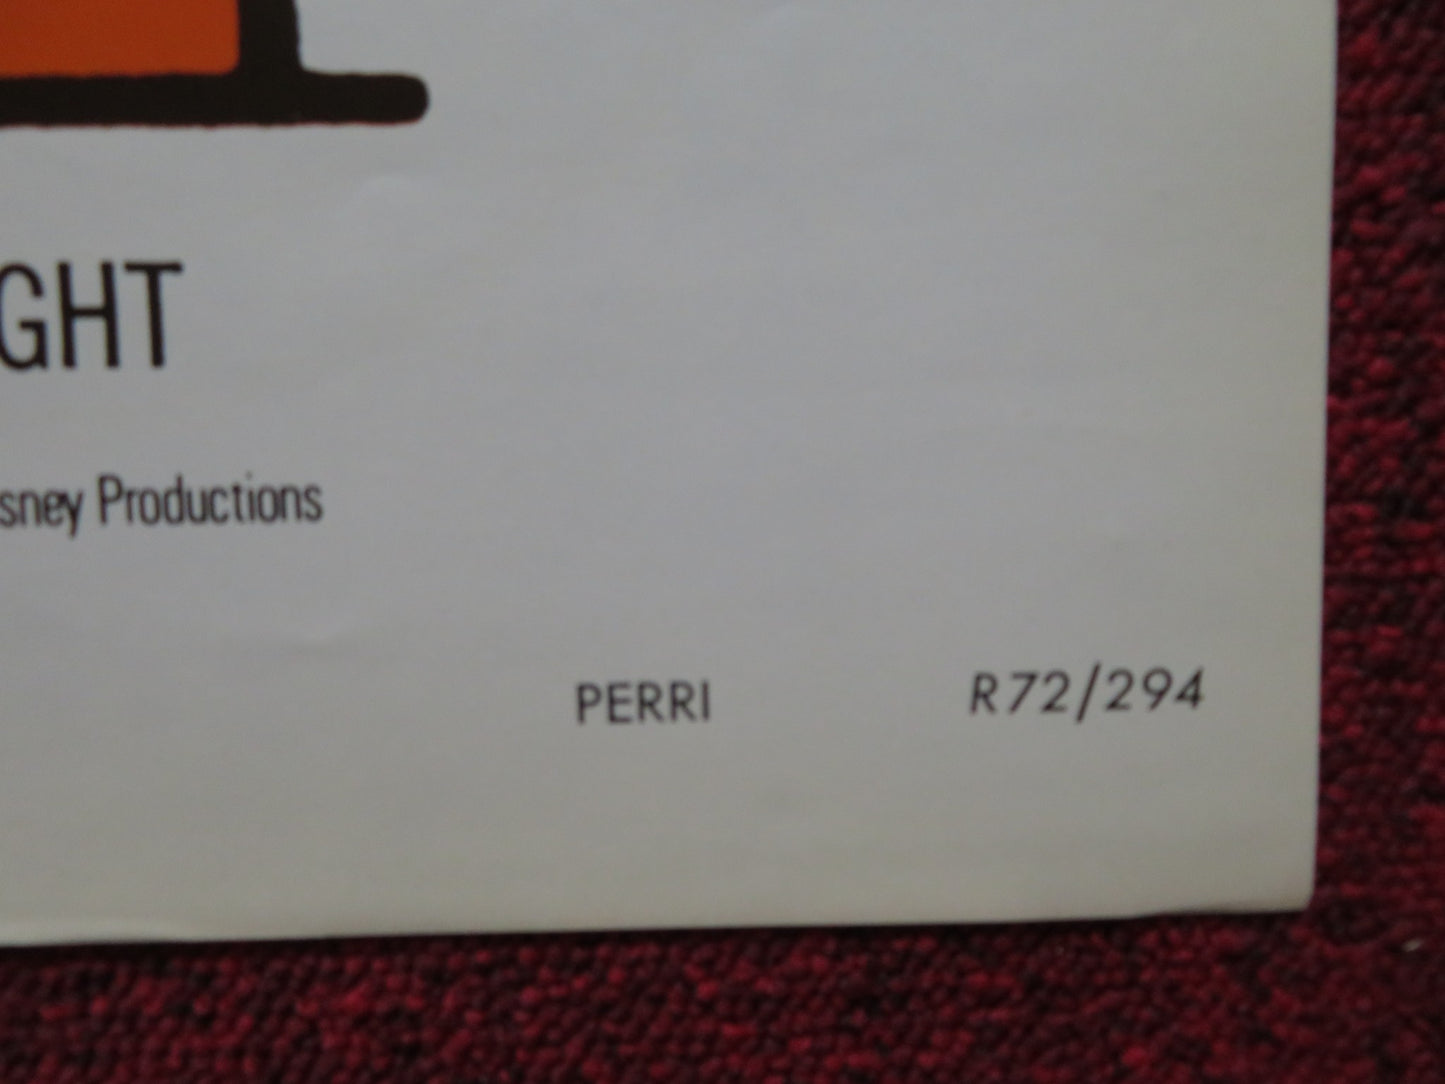 GHT
sney Productions
PERRI R72/294